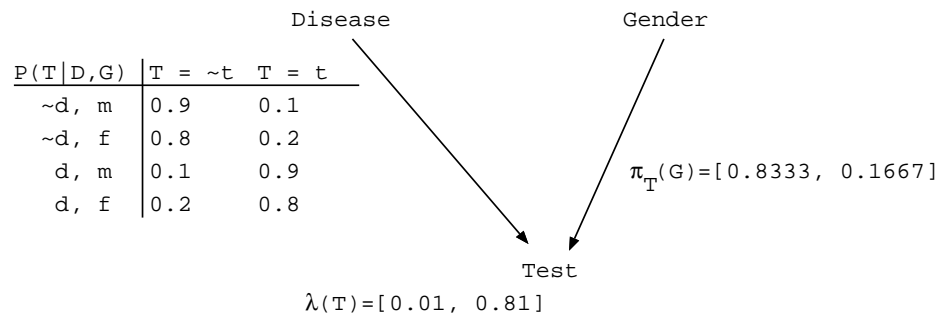 Disease Gender
P(T|D,G) T = ~t T = t
~d, m 0.9 0.1
~d, f 0.8 0.2
d, m 0.1 0.9
d, f 0.2 0.8
π_T(G)=[0.8333, 0.1667]
Test
λ(T)=[0.01, 0.81]